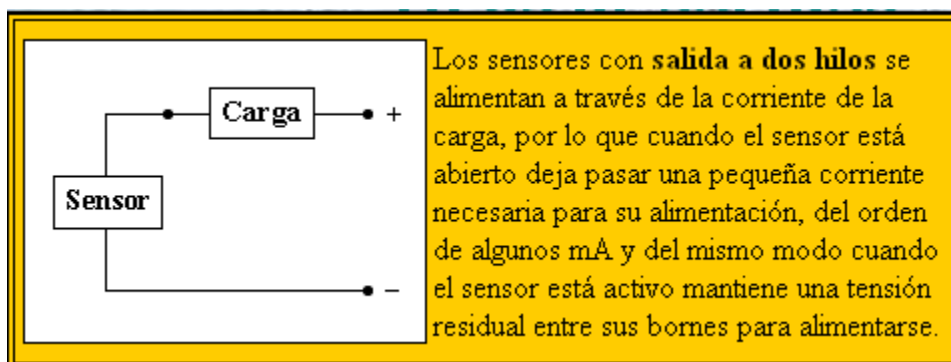 Carga
+
Sensor
−
Los sensores con salida a dos hilos se
alimentan a través de la corriente de la
carga, por lo que cuando el sensor está
abierto deja pasar una pequeña corriente
necesaria para su alimentación, del orden
de algunos mA y del mismo modo cuando
el sensor está activo mantiene una tensión
residual entre sus bornes para alimentarse.